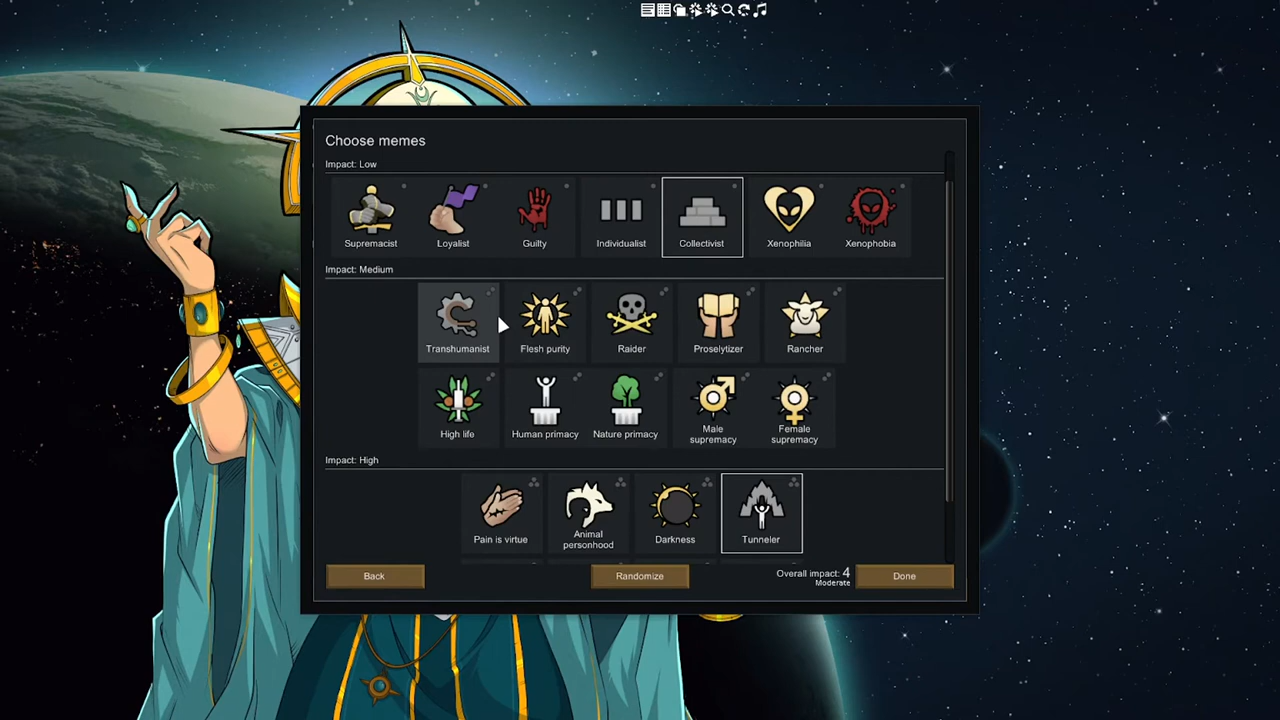 Choose memes
Impact: Low
Supremacist
Loyalist
Guilty
Individualist
Collectivist
Xenophilia
Xenophobia
Impact: Medium
Transhumanist
Flesh purity
Raider
Proselytizer
Rancher
High life
Human primacy
Nature primacy
Male
supremacy
Female
supremacy
Impact: High
Pain is virtue
Animal
personhood
Darkness
Tunneler
Back
Randomize
Overall impact: 4
Moderate
Done